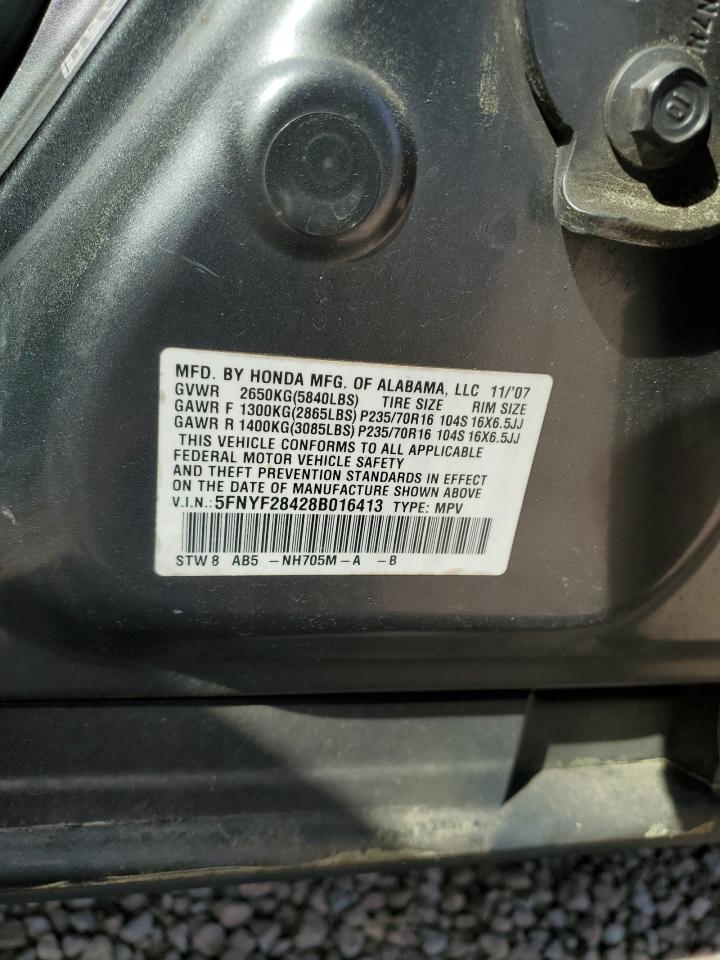 MFD. BY HONDA MFG. OF ALABAMA, LLC 11/'07
GVWR 2650KG(5840LBS) TIRE SIZE RIM SIZE
GAWR F 1300KG(2865LBS) P235/70R16 104S 16X6.5JJ
GAWR R 1400KG(3085LBS) P235/70R16 104S 16X6.5JJ
THIS VEHICLE CONFORMS TO ALL APPLICABLE
FEDERAL MOTOR VEHICLE SAFETY
AND THEFT PREVENTION STANDARDS IN EFFECT
ON THE DATE OF MANUFACTURE SHOWN ABOVE
V.I.N.: 5FNYF28428B016413 TYPE: MPV
STW8 AB5 -NH705M-A -B